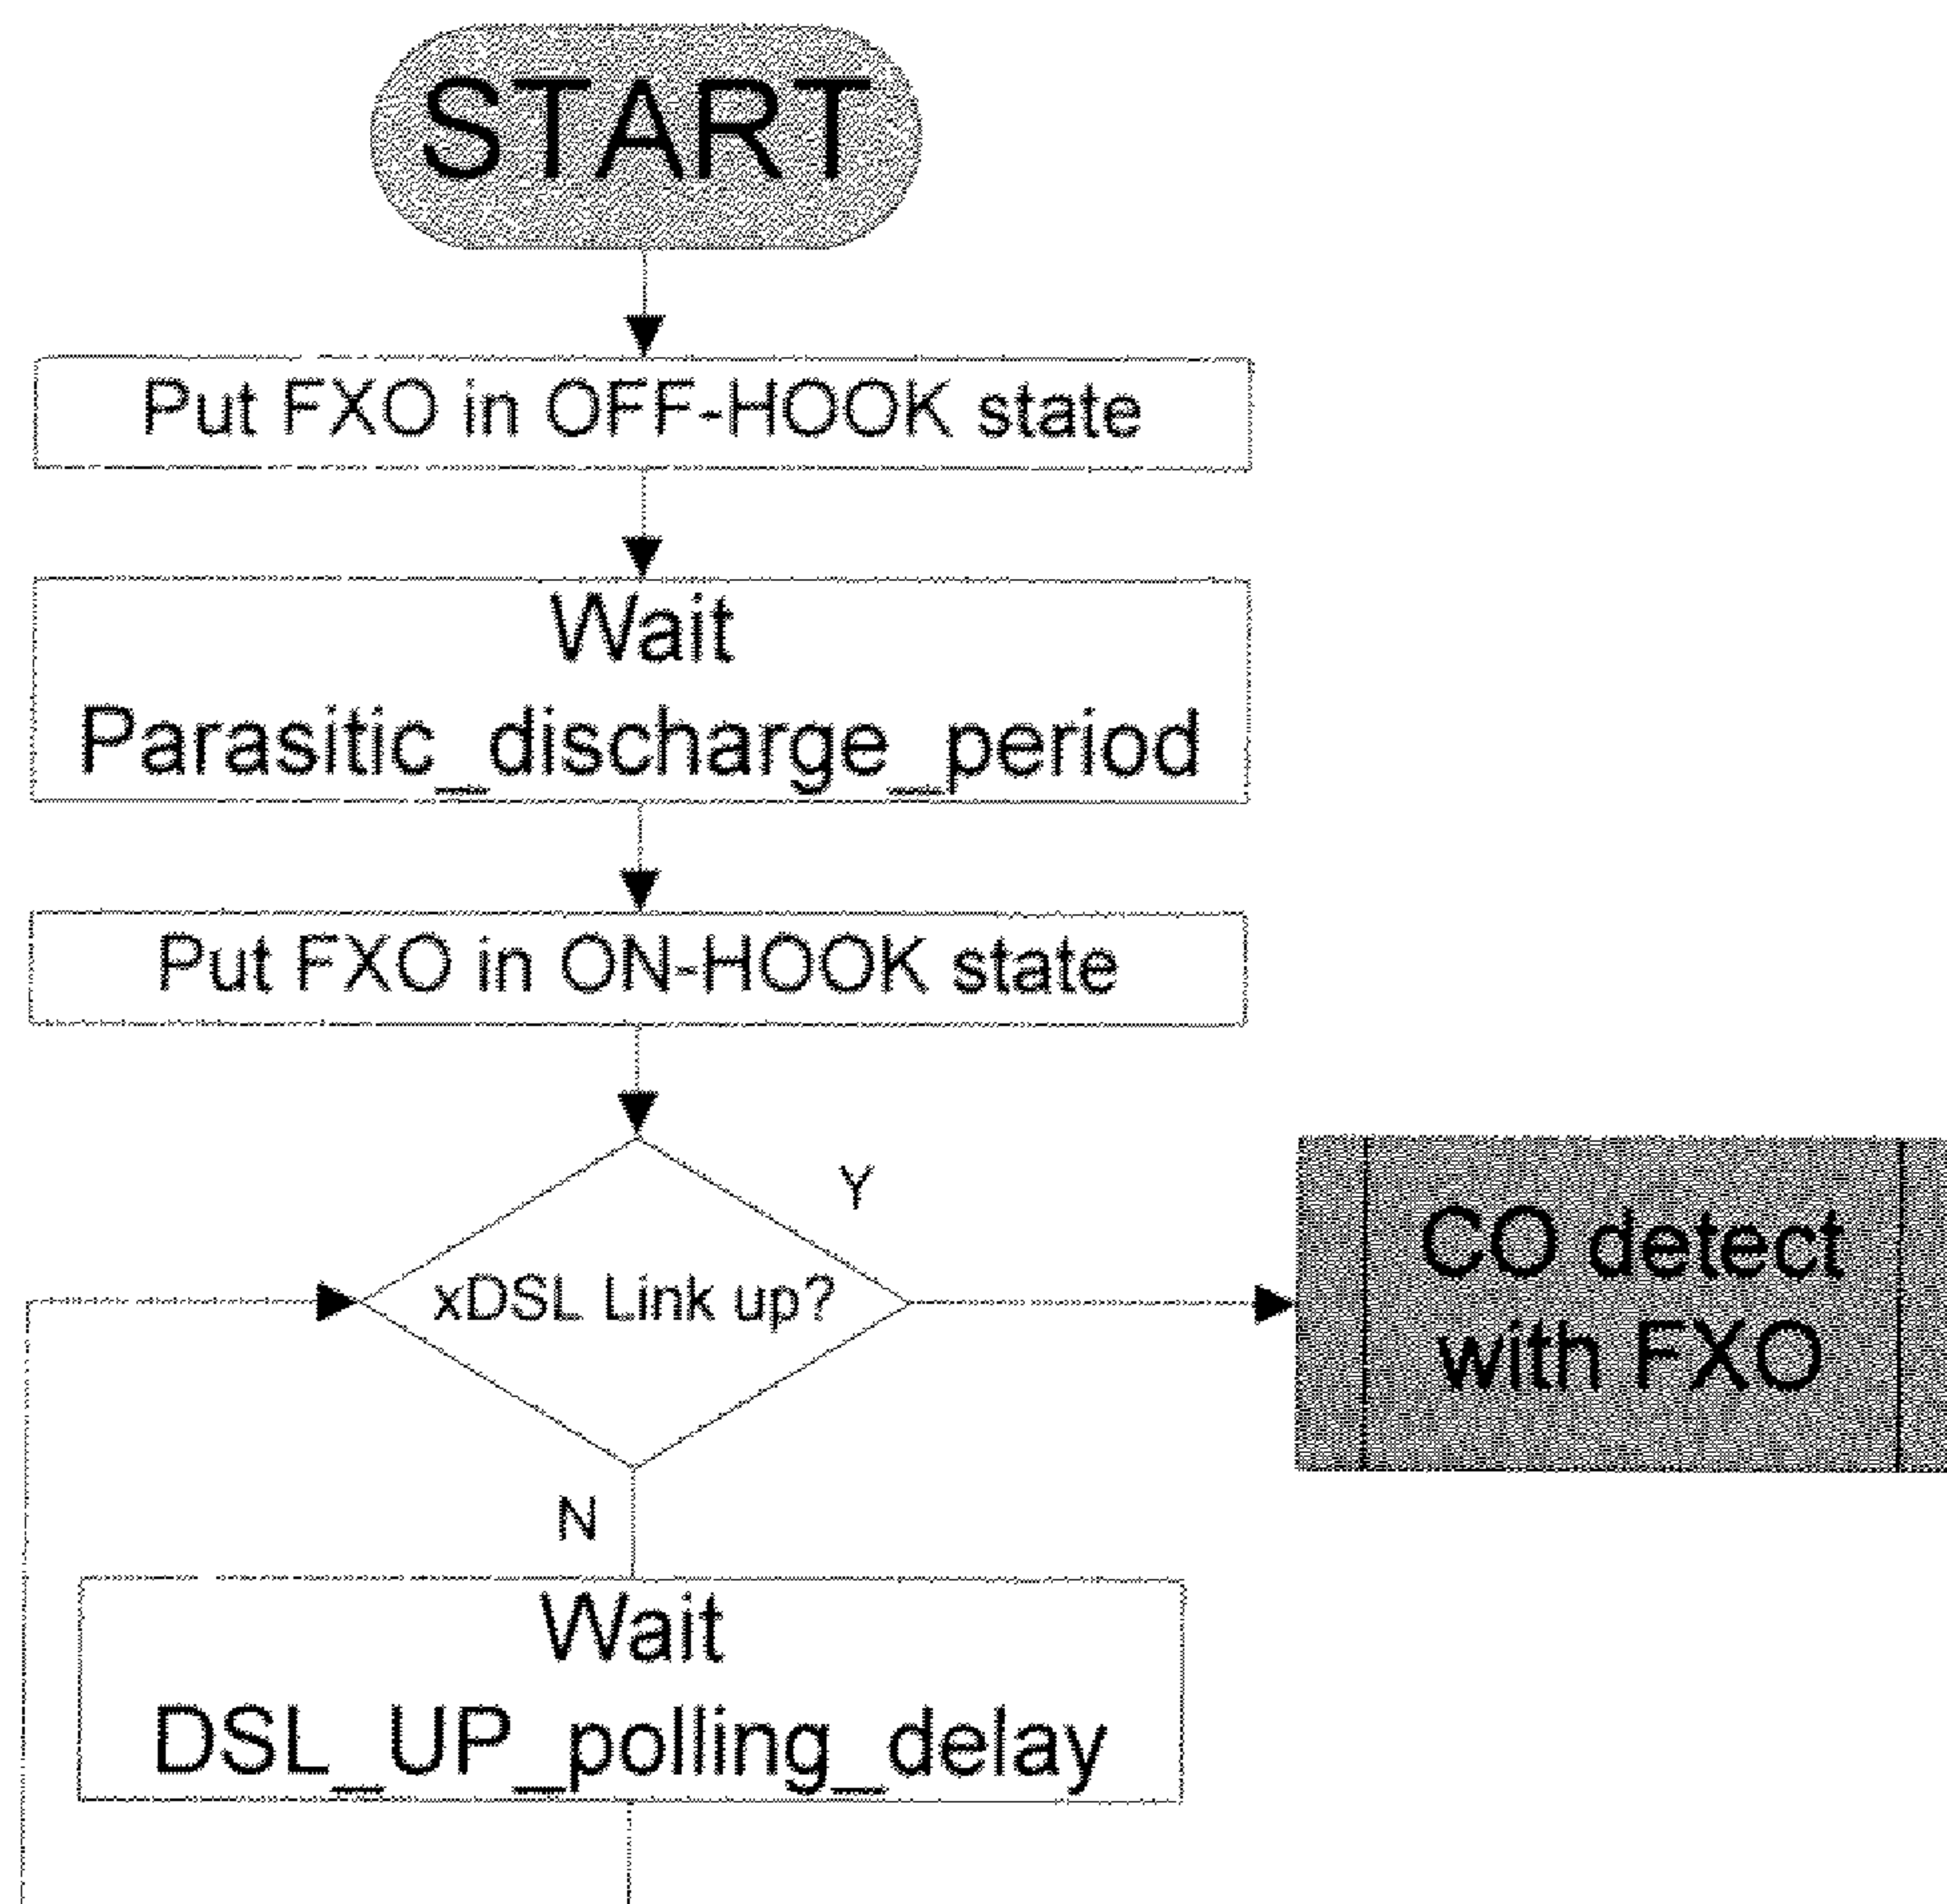 START
Put FXO in OFF-HOOK state
Wait
Parasitic_discharge_period
Put FXO in ON-HOOK state
Y
xDSL Link up?
CO detect
with FXO
N
Wait
DSL_UP_polling_delay